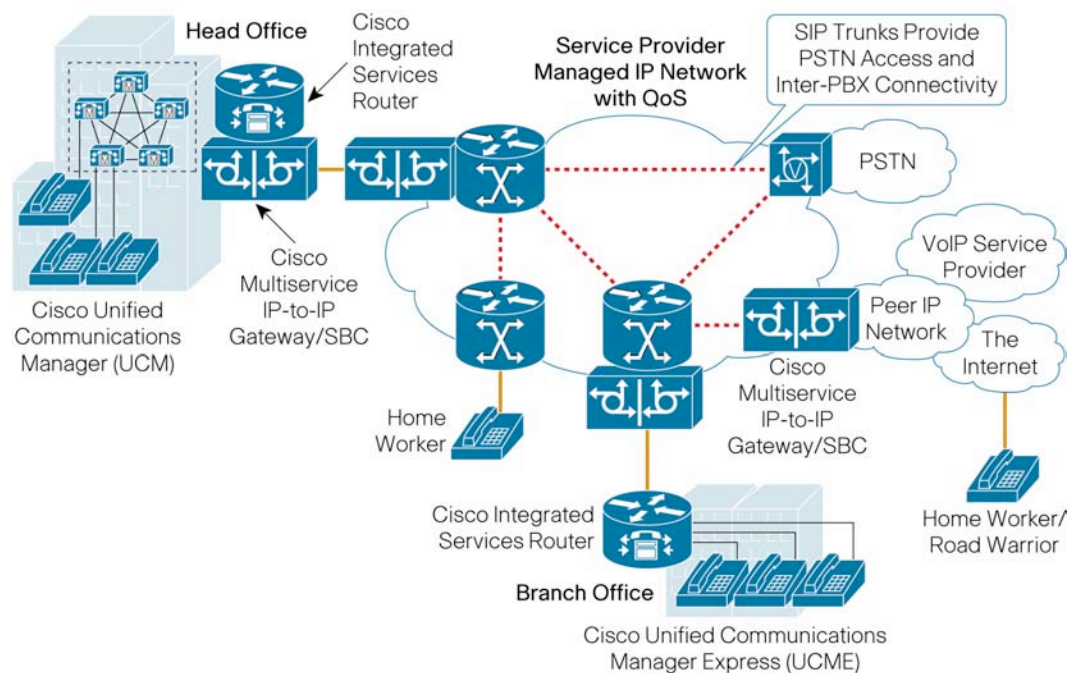 Head Office
Cisco
Integrated
Services
Router
Service Provider
Managed IP Network
with QoS
SIP Trunks Provide
PSTN Access and
Inter-PBX Connectivity
PSTN
V
VoIP Service
Provider
Peer IP
Network
The
Internet
Cisco Unified
Communications
Manager (UCM)
Cisco
Multiservice
IP-to-IP
Gateway/SBC
Home
Worker
Cisco
Multiservice
IP-to-IP
Gateway/SBC
Home Worker/
Road Warrior
Cisco Integrated
Services Router
Branch Office
Cisco Unified Communications
Manager Express (UCME)